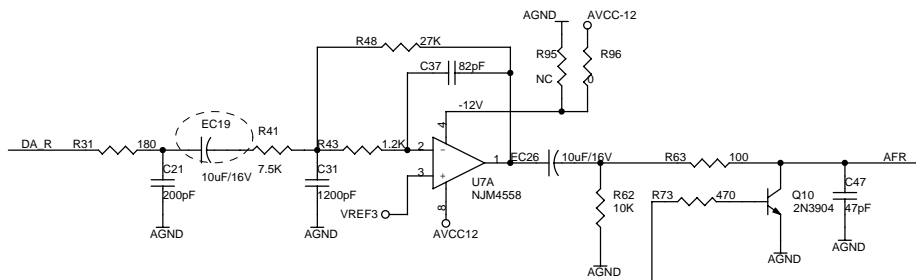 AGND
AVCC-12
R48
27K
R95
R96
C37
82pF
NC
0
-12V
EC19
R41
4
DA_R
R31
180
R43
1.2K
2
1
EC26
10uF/16V
R63
100
AFR
C21
10uF/16V
7.5K
C31
3
U7A
200pF
1200pF
NJM4558
R62
R73
470
Q10
C47
VREF3
8
10K
2N3904
47pF
AGND
AGND
AVCC12
AGND
AGND
AGND